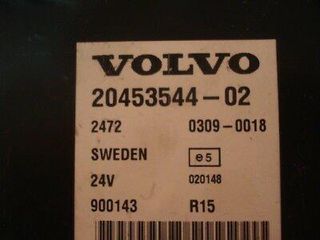 VOLVO
20453544-02
2472 0309-0018
SWEDEN e5
24V 020148
900143 R15